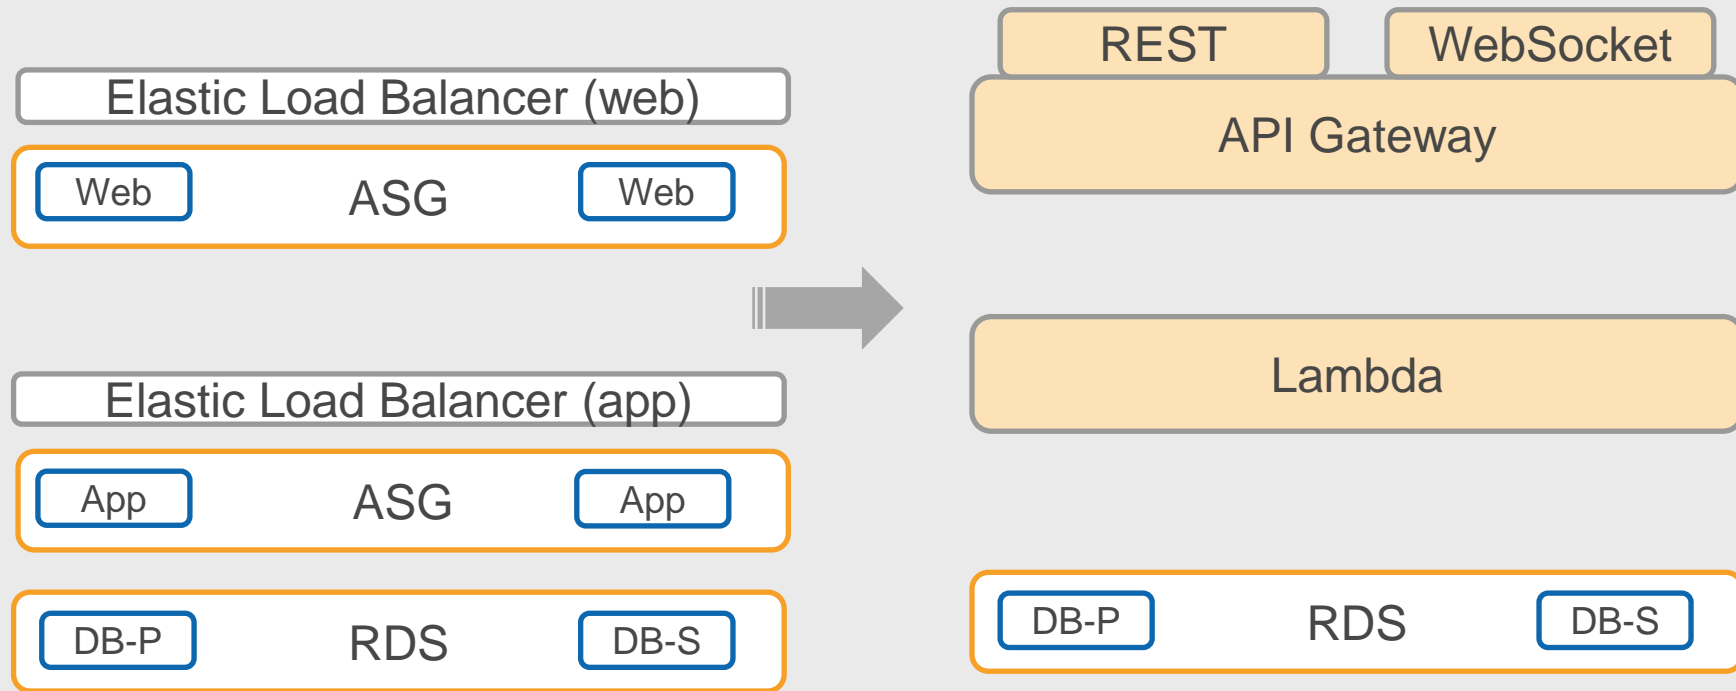 Elastic Load Balancer (web)
Web ASG Web
Elastic Load Balancer (app)
App ASG App
DB-P RDS DB-S
REST WebSocket
API Gateway
Lambda
DB-P RDS DB-S